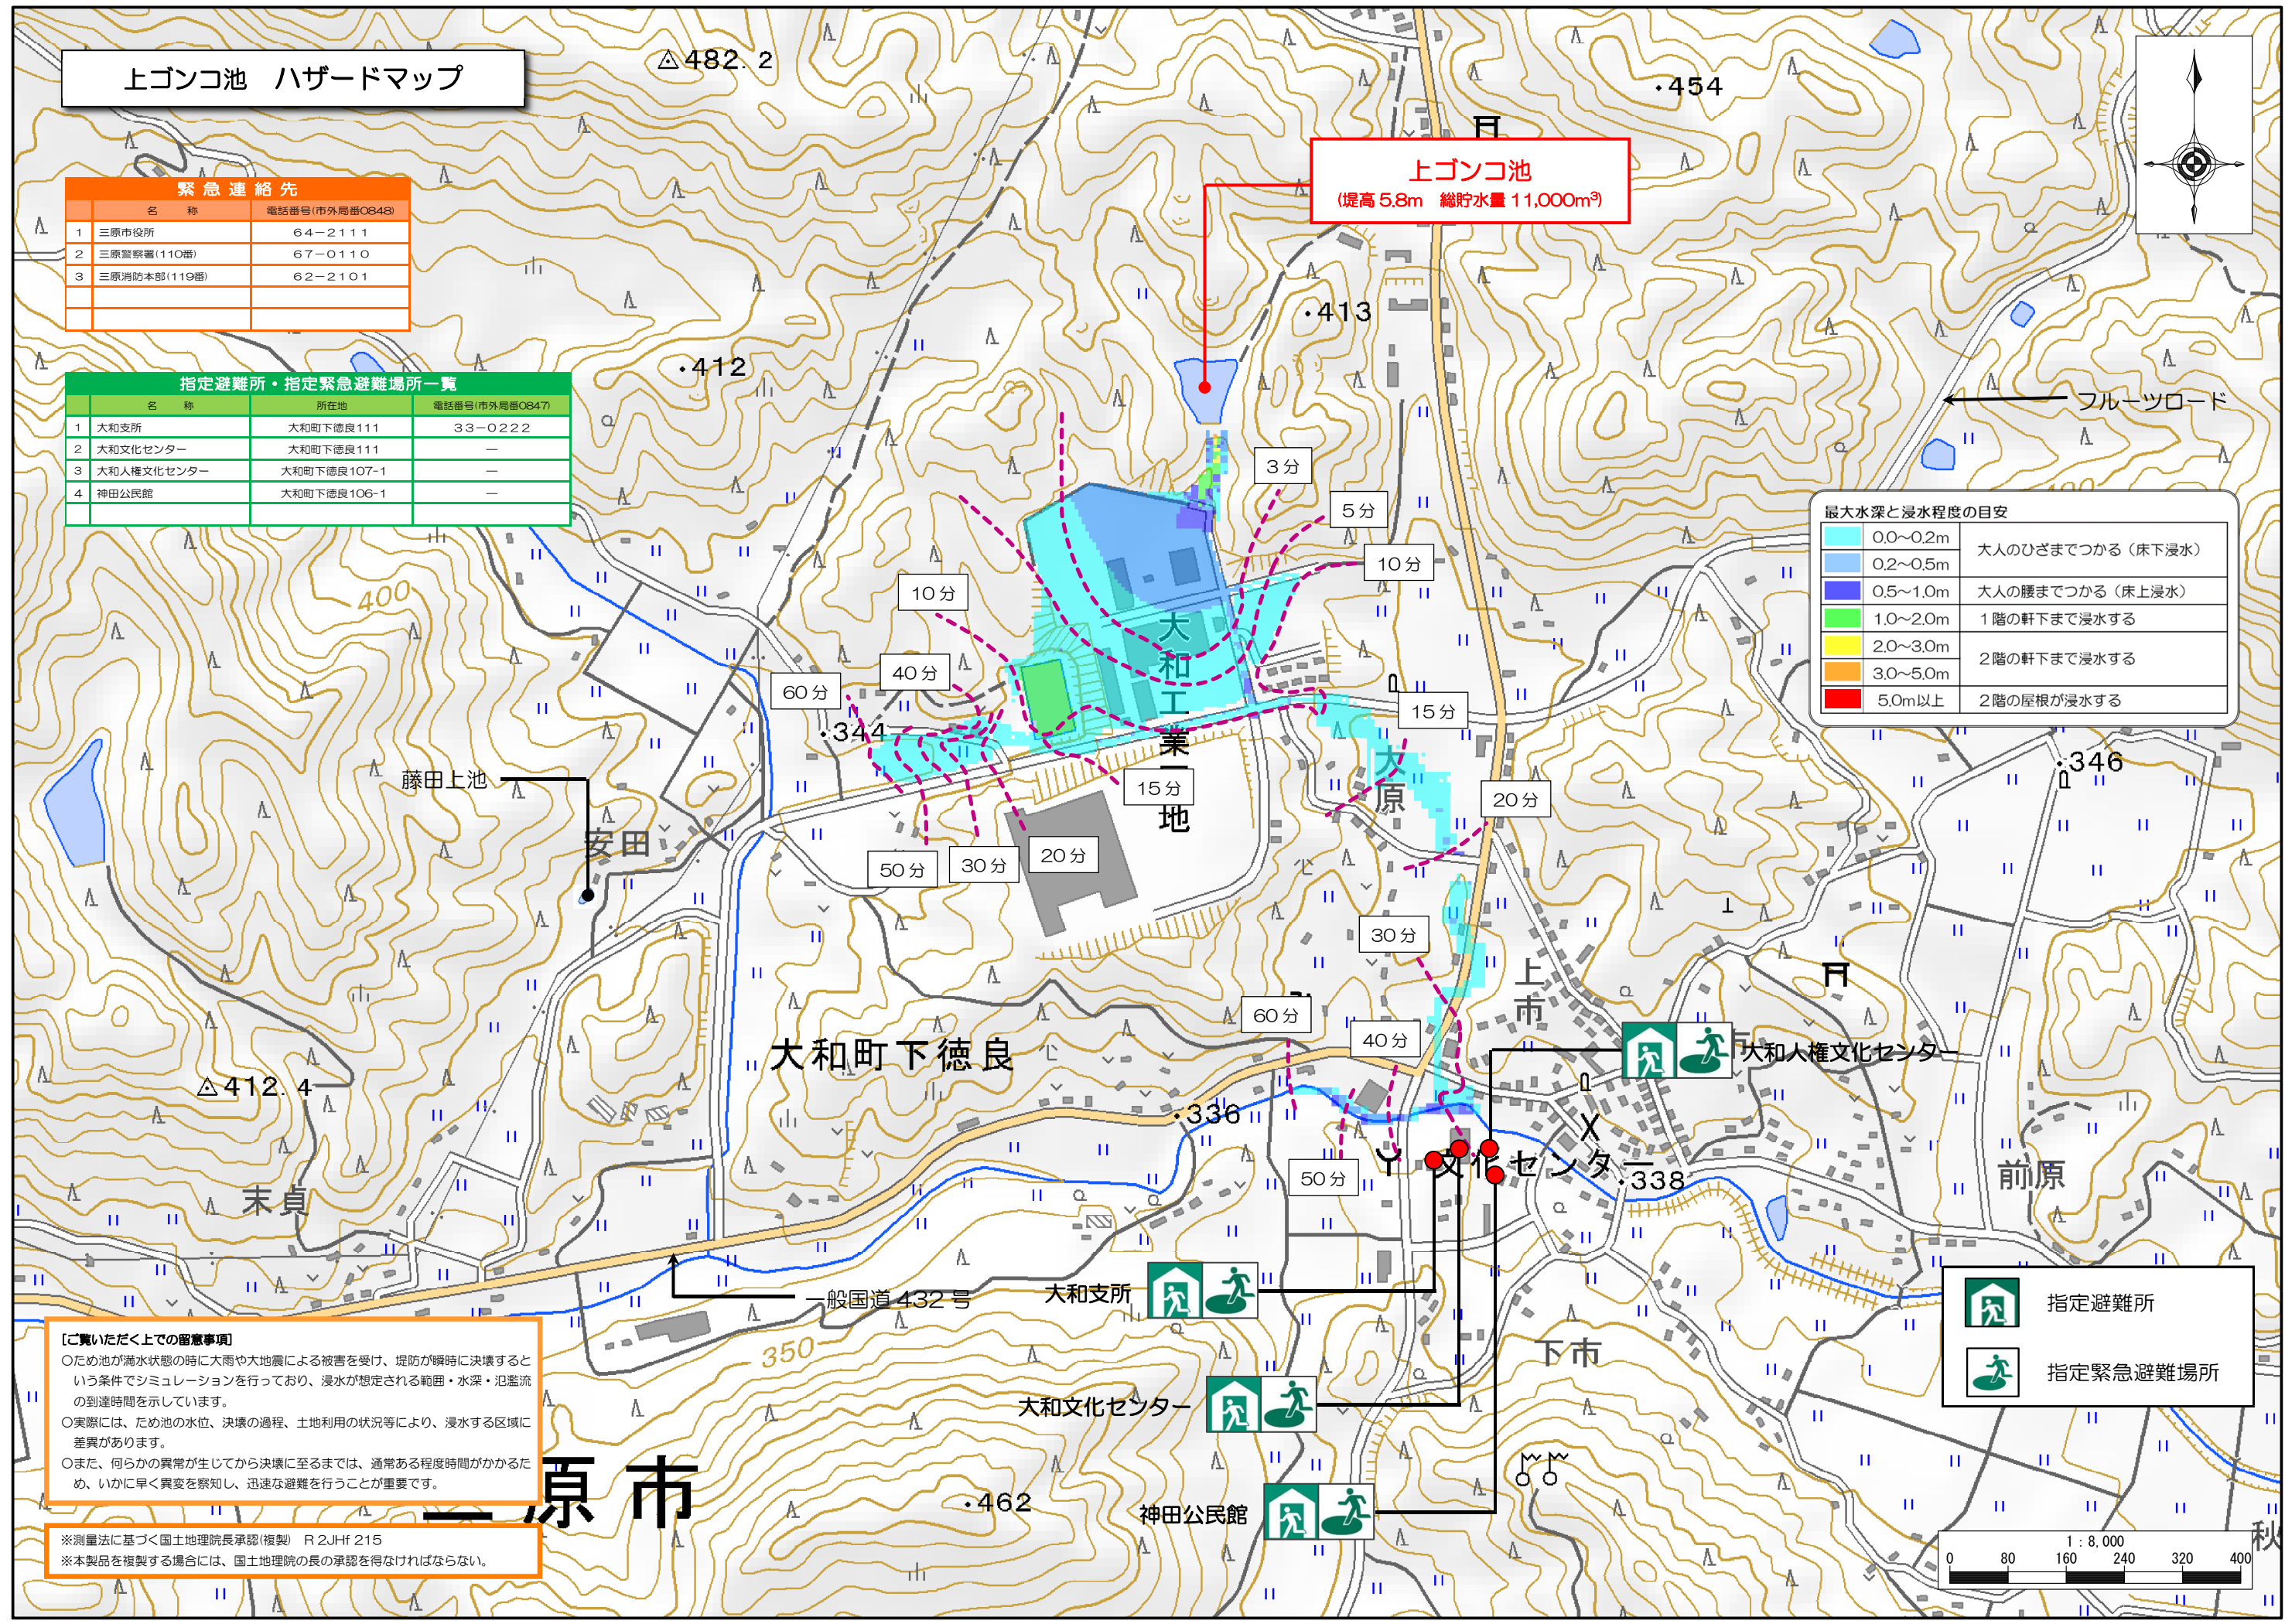 上ゴンコ池　ハザードマップ
482.2
454
上ゴンコ池
(堤高 5.8m　総貯水量 11,000m³)
緊急連絡先
名　称　電話番号(市外局番0848)
1　三原市役所　64－2111
2　三原警察署(110番)　67－0110
3　三原消防本部(119番)　62－2101
413
412
指定避難所・指定緊急避難場所一覧
名　称　所在地　電話番号(市外局番0847)
1　大和支所　大和町下徳良111　33－0222
2　大和文化センター　大和町下徳良111　―
3　大和人権文化センター　大和町下徳良107-1　―
4　神田公民館　大和町下徳良106-1　―
フルーツロード
400
3分
5分
10分
最大水深と浸水程度の目安
0.0～0.2m
大人のひざまでつかる（床下浸水）
0.2～0.5m
0.5～1.0m　大人の腰までつかる（床上浸水）
1.0～2.0m　1階の軒下まで浸水する
2.0～3.0m
2階の軒下まで浸水する
3.0～5.0m
5.0m以上　2階の屋根が浸水する
400
10分
40分
60分
大和工業
地
15分
344
346
大原
藤田上池
15分
20分
安田
50分
30分
20分
30分
上市
60分
40分
大和町下徳良
大和人権文化センター
412.4
336
文化センター
338
50分
前原
末貞
大和支所
一般国道 432 号
指定避難所
350
下市
指定緊急避難場所
大和文化センター
[ご覧いただく上での留意事項]
○ため池が満水状態の時に大雨や大地震による被害を受け、堤防が瞬時に決壊すると
いう条件でシミュレーションを行っており、浸水が想定される範囲・水深・氾濫流
の到達時間を示しています。
○実際には、ため池の水位、決壊の過程、土地利用の状況等により、浸水する区域に
差異があります。
○また、何らかの異常が生じてから決壊に至るまでは、通常ある程度時間がかかるた
め、いかに早く異変を察知し、迅速な避難を行うことが重要です。
原市
462
神田公民館
※測量法に基づく国土地理院長承認(複製)　R 2JHf 215
※本製品を複製する場合には、国土地理院の長の承認を得なければならない。
1：8,000
0　80　160　240　320　400
秋